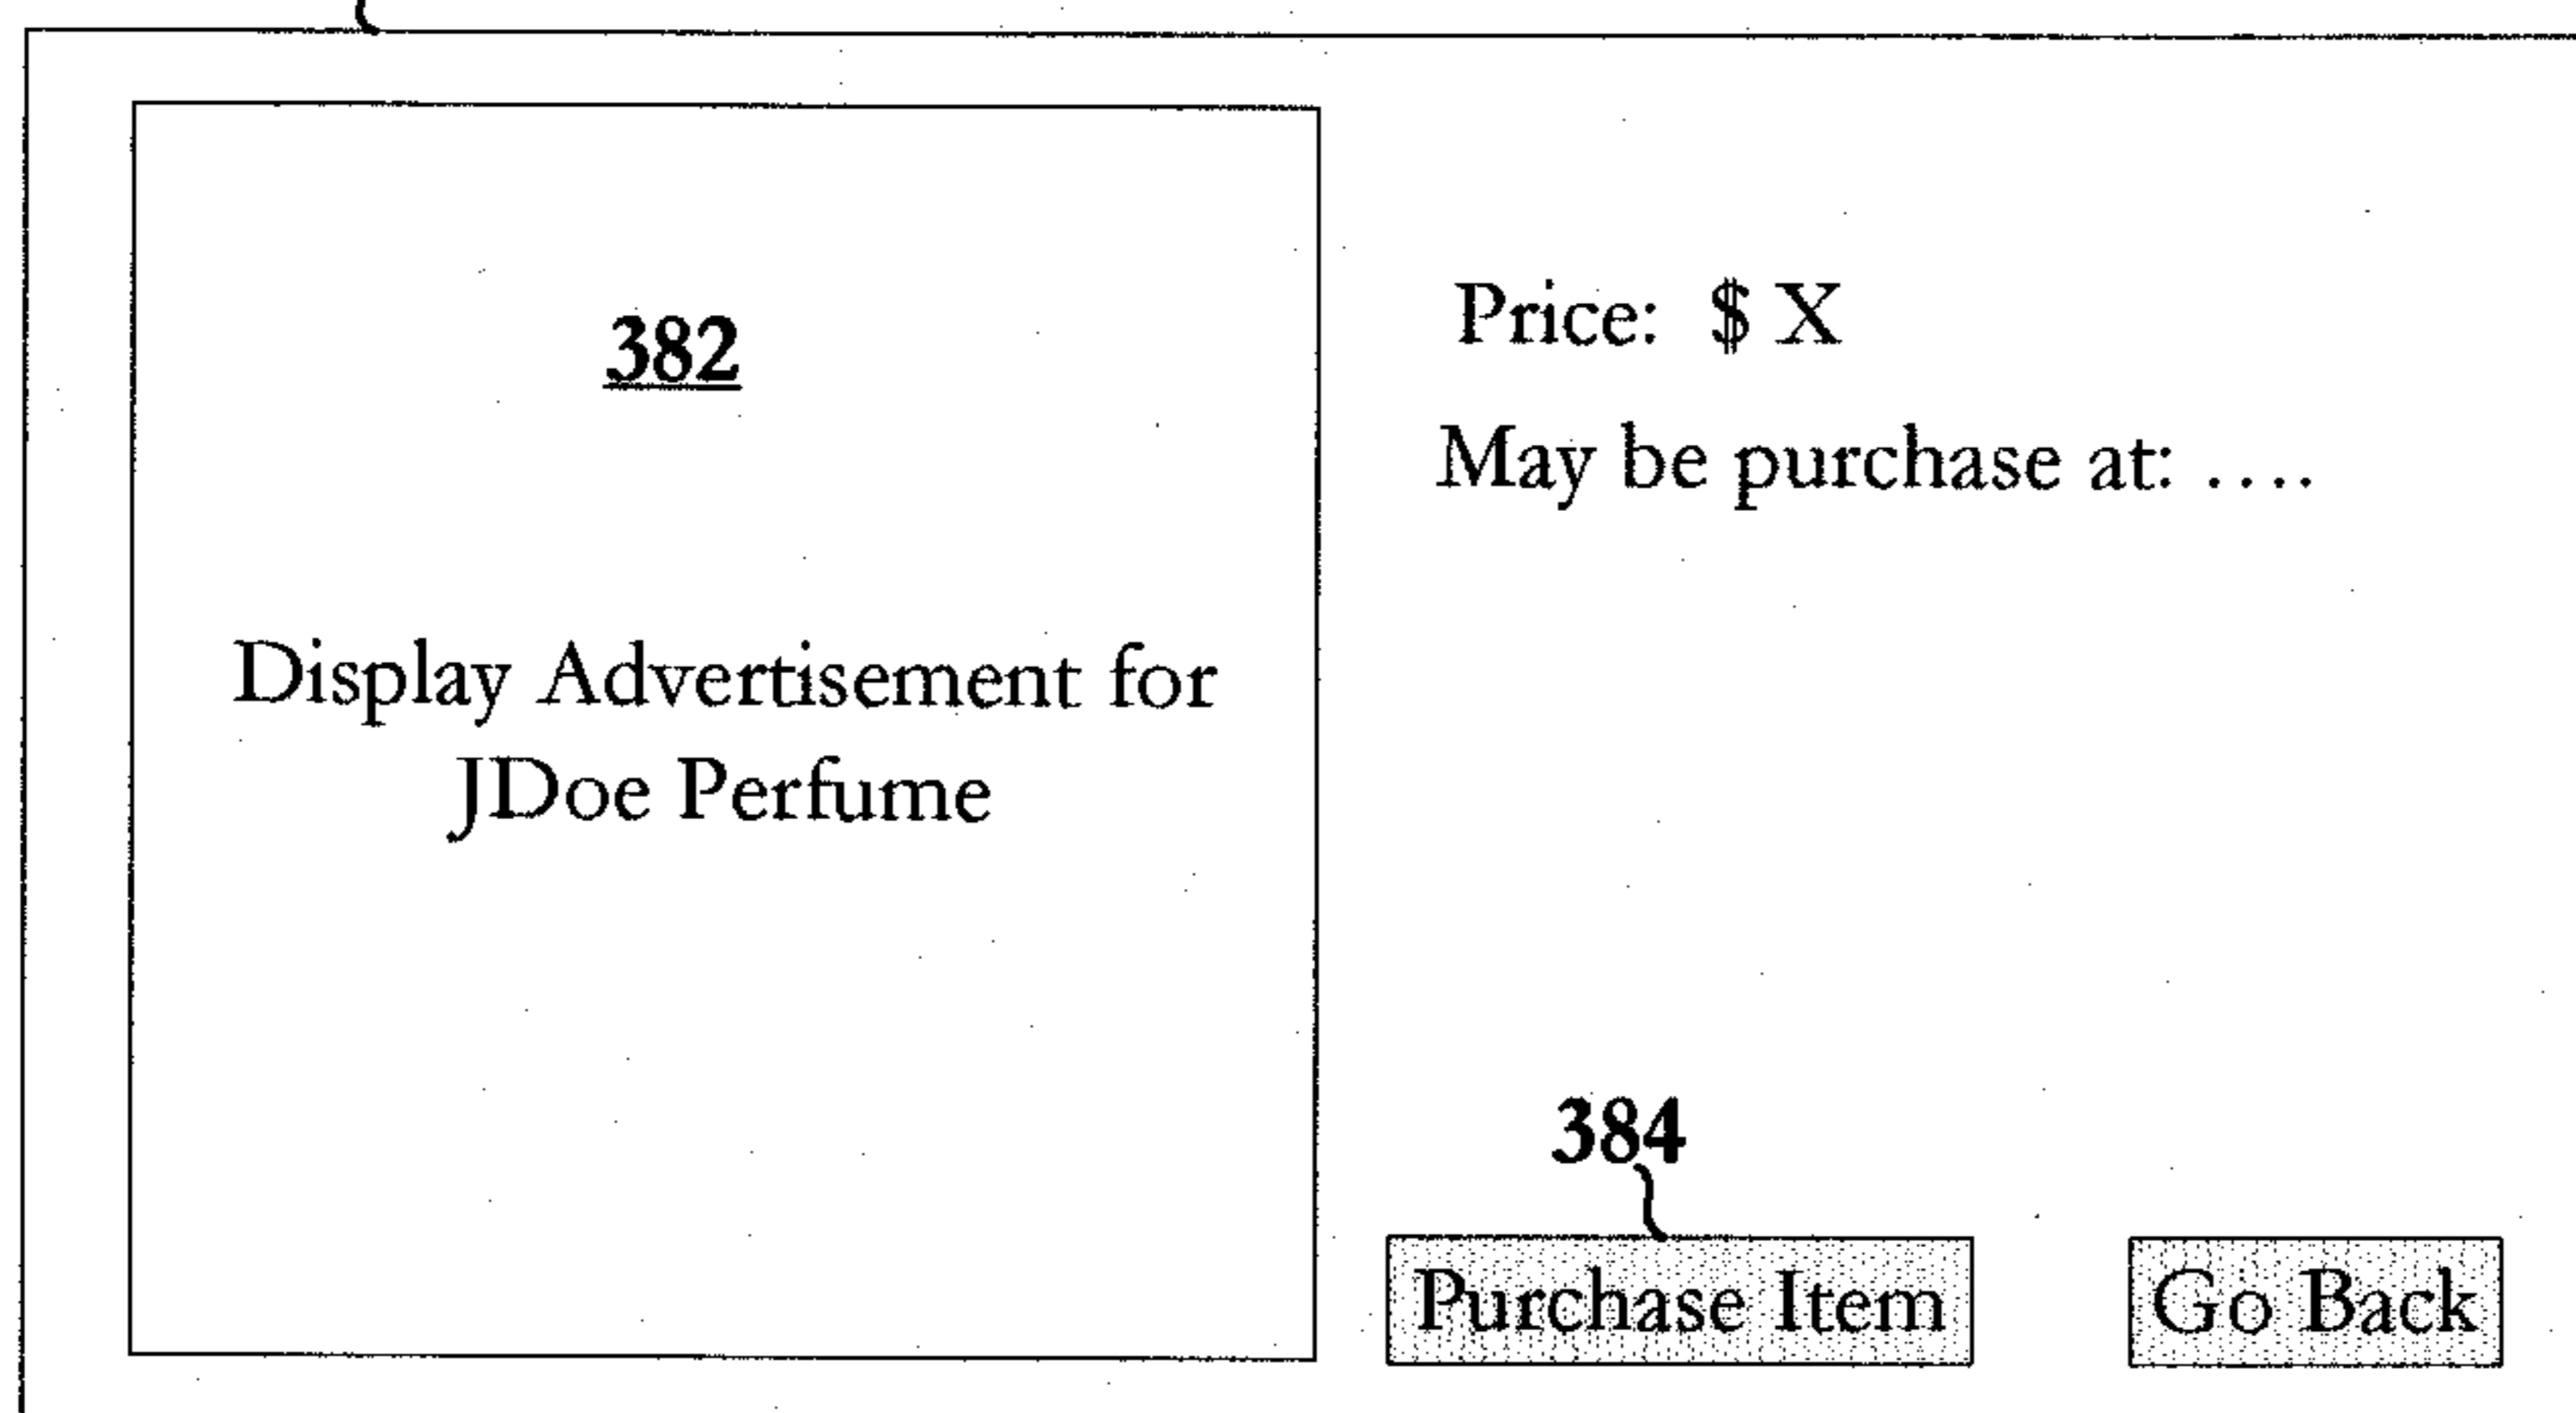 382
Display Advertisement for
JDoe Perfume
Price: $ X
May be purchase at: ....
384
Purchase Item
Go Back